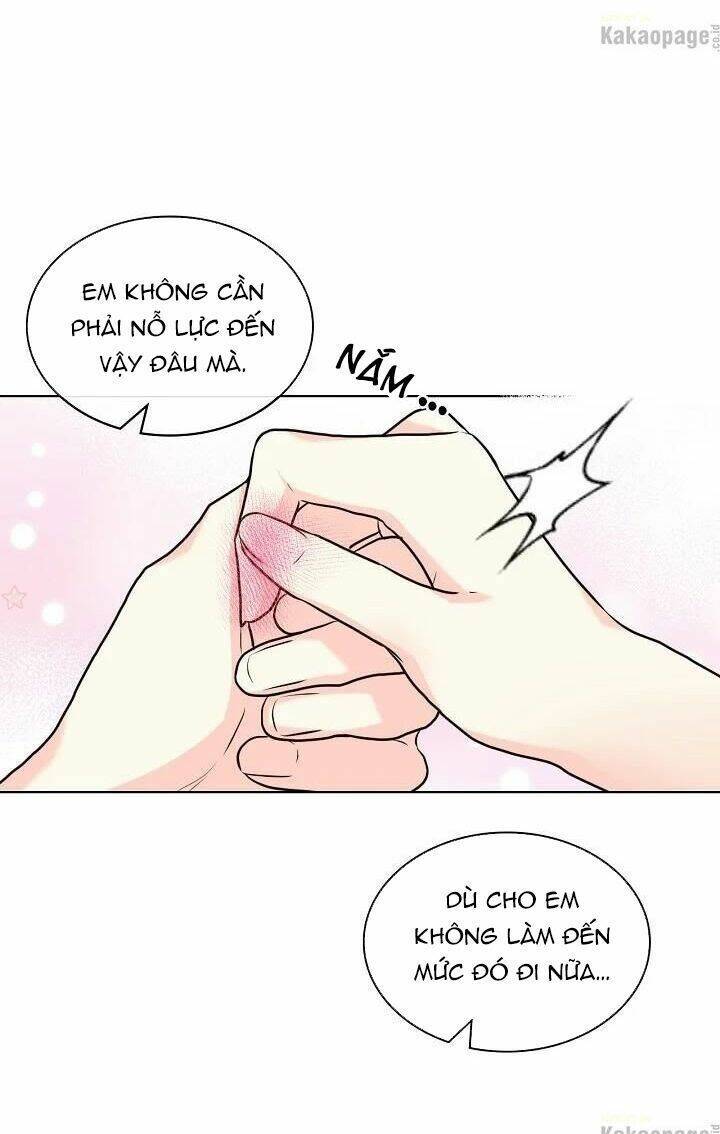 Kakaopage
EM KHÔNG CẦN
PHẢI NỖ LỰC ĐẾN
VẬY ĐÂU MÀ.
NẮM...
DÙ CHO EM
KHÔNG LÀM ĐẾN
MỨC ĐÓ ĐI NỮA...
Kakaopage